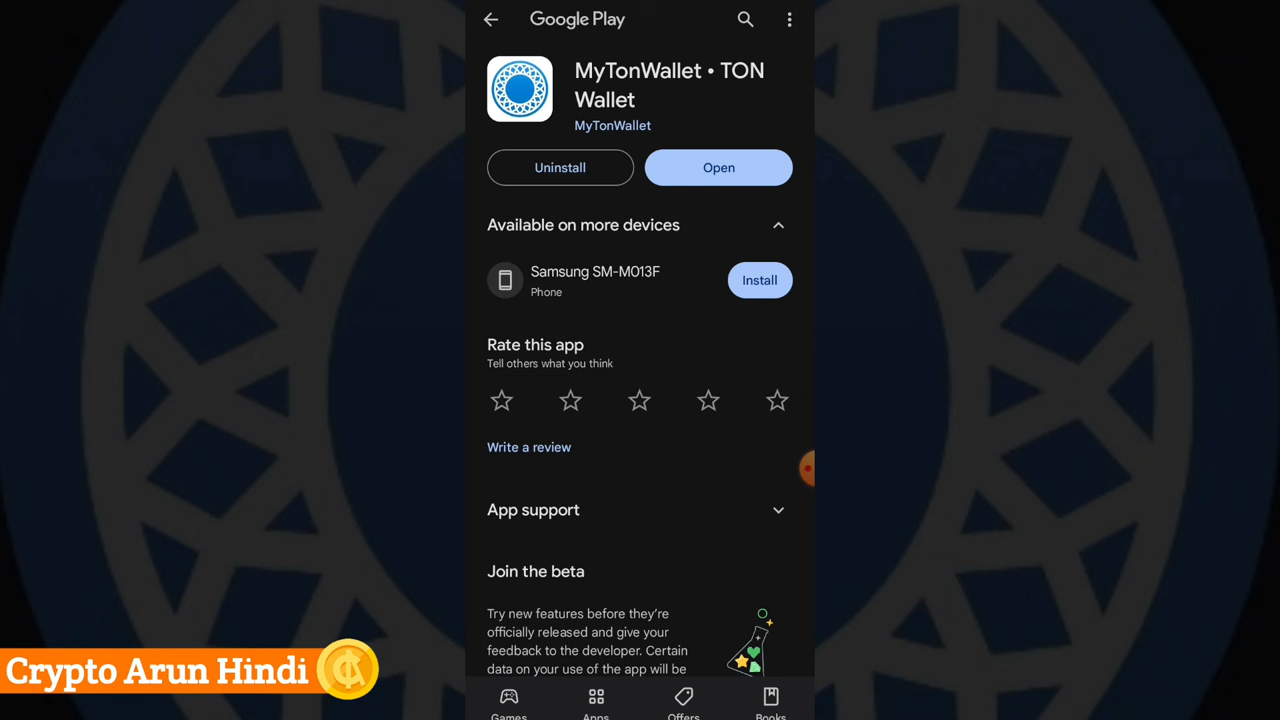 Google Play
MyTonWallet • TON
Wallet
MyTonWallet
Uninstall
Open
Available on more devices
Samsung SM-M013F
Phone
Install
Rate this app
Tell others what you think
Write a review
App support
Join the beta
Try new features before they're
officially released and give your
feedback to the developer. Certain
data on your use of the app will be
Crypto Arun Hindi
Games
Apps
Offers
Books